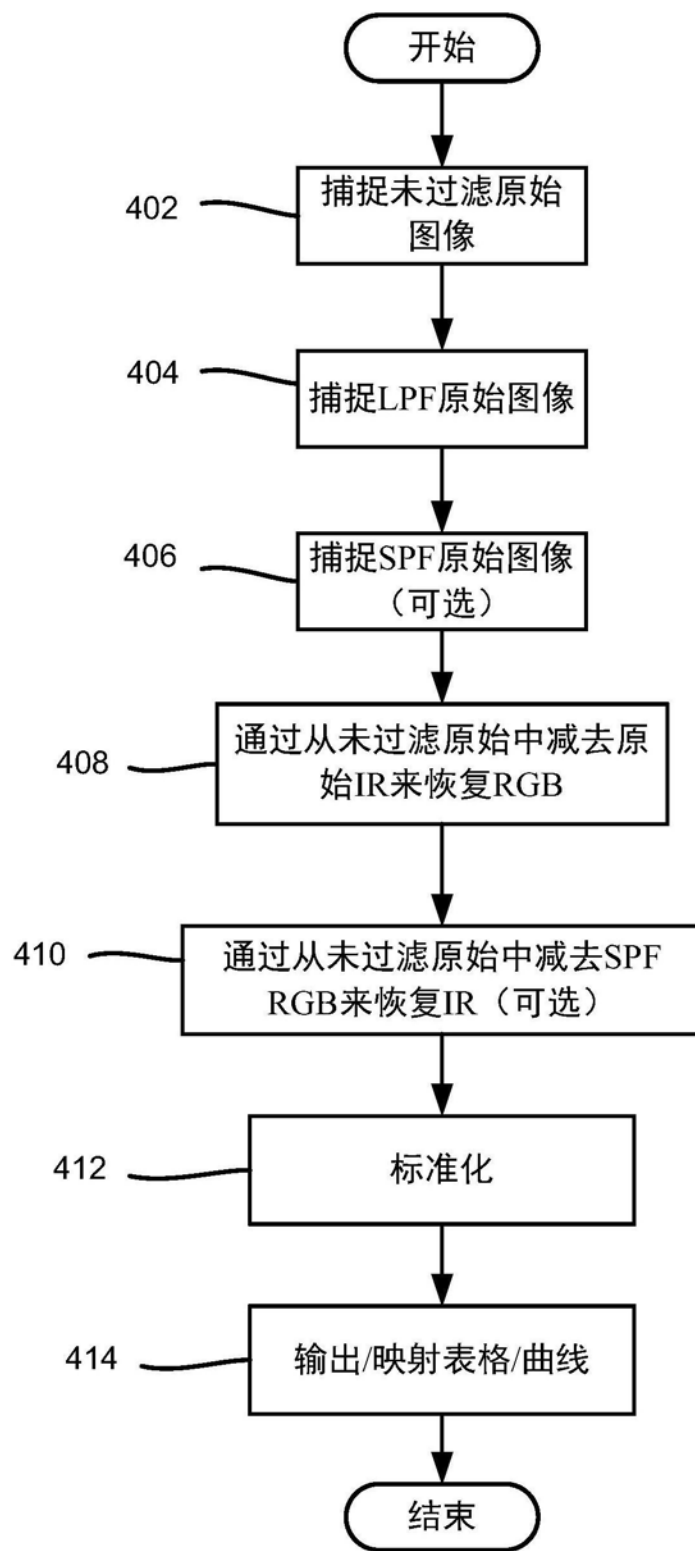 开始
402
捕捉未过滤原始
图像
404
捕捉LPF原始图像
406
捕捉SPF原始图像
（可选）
408
通过从未过滤原始中减去原
始IR来恢复RGB
410
通过从未过滤原始中减去SPF
RGB来恢复IR（可选）
412
标准化
414
输出/映射表格/曲线
结束